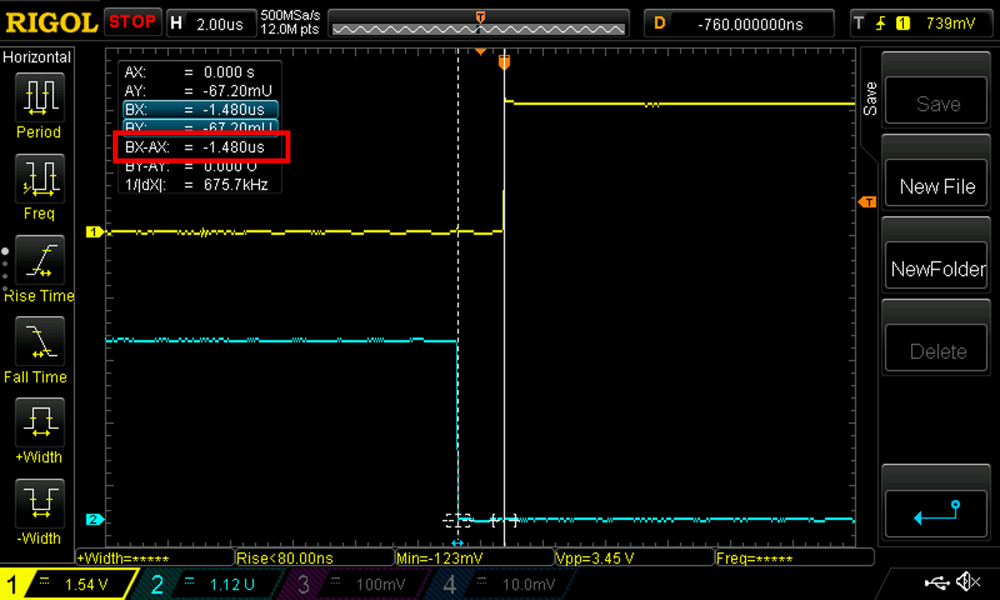 RIGOL STOP H 2.00us 500MSa/s 12.0M pts T D -760.000000ns T 1 739mV
Horizontal
Period
Freq
Rise Time
Fall Time
+Width
-Width
AX: = 0.000 s
AY: = -67.20mU
BX: = -1.480us
BY: = -67.20mU
BX-AX: = -1.480us
BY-AY: = 0.000 U
1/|dX|: = 675.7kHz
1
2
T
Save
Save
New File
NewFolder
Delete
+Width=***** Rise<80.00ns Min=-123mV Vpp=3.45 V Freq=*****
1 = 1.54 V 2 = 1.12 U 3 = 100mV 4 = 10.0mV